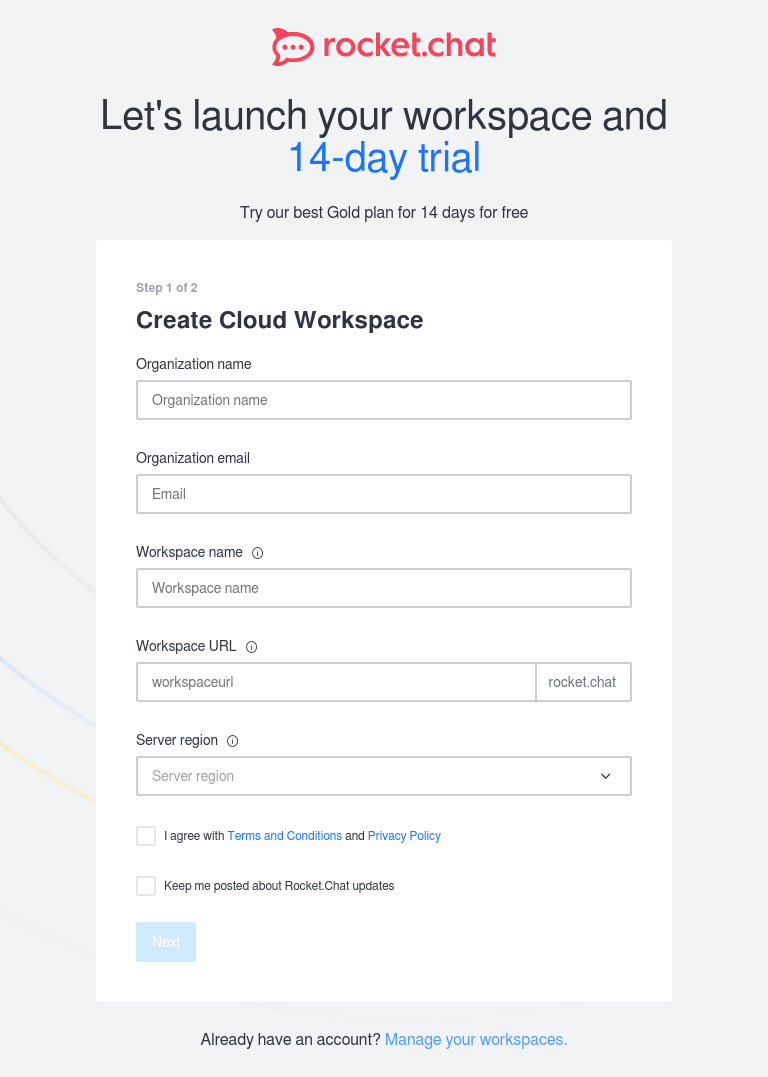 rocket.chat
Let's launch your workspace and
14-day trial
Try our best Gold plan for 14 days for free
Step 1 of 2
Create Cloud Workspace
Organization name
Organization name
Organization email
Email
Workspace name
Workspace name
Workspace URL
workspaceurl rocket.chat
Server region
Server region
I agree with Terms and Conditions and Privacy Policy
Keep me posted about Rocket.Chat updates
Next
Already have an account? Manage your workspaces.